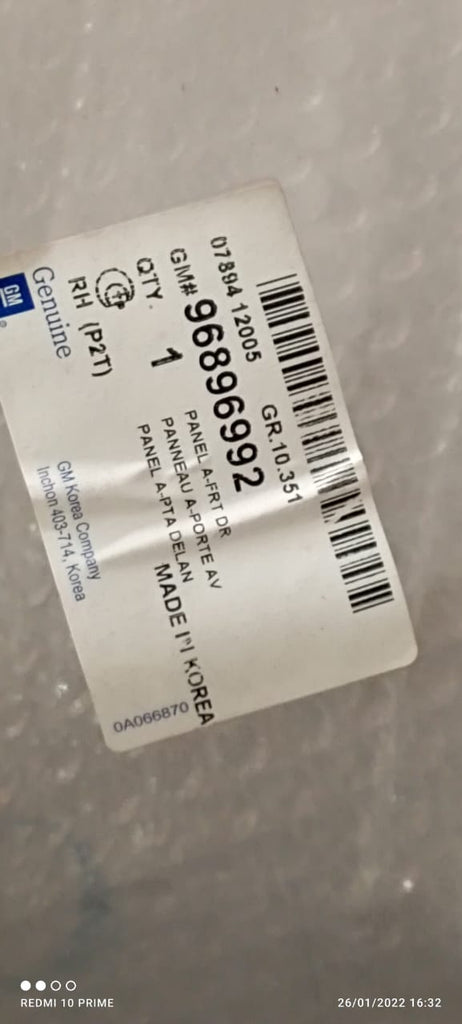 07894 12005
GR.10.351
GM# 96896992
QTY. 1
PANEL A-FRT DR
PANNEAU A-PORTE AV
PANEL A-PTA DELAN
MADE IN KOREA
RH (P2T)
GM
Genuine
GM Korea Company
Inchon 403-714, Korea
0A066870
REDMI 10 PRIME
26/01/2022 16:32